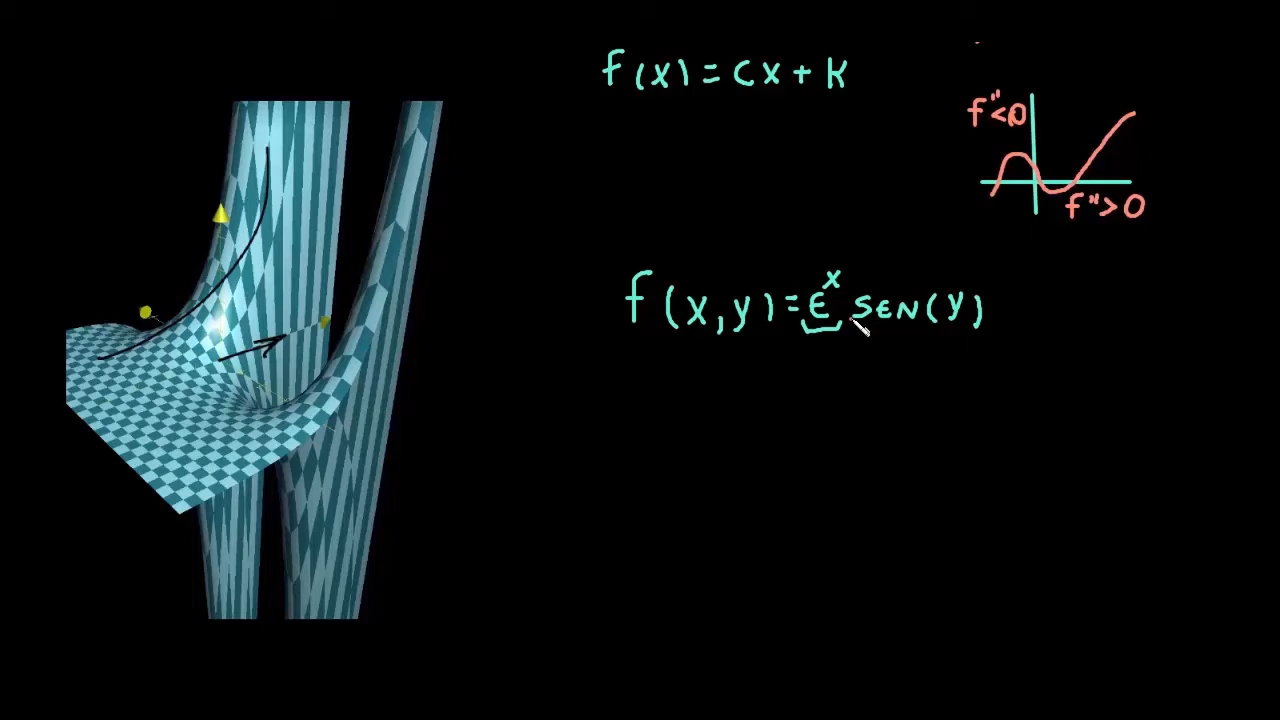 f(x) = cx + K
f"<0
f">0
f(x,y) = e^x SEN(y)